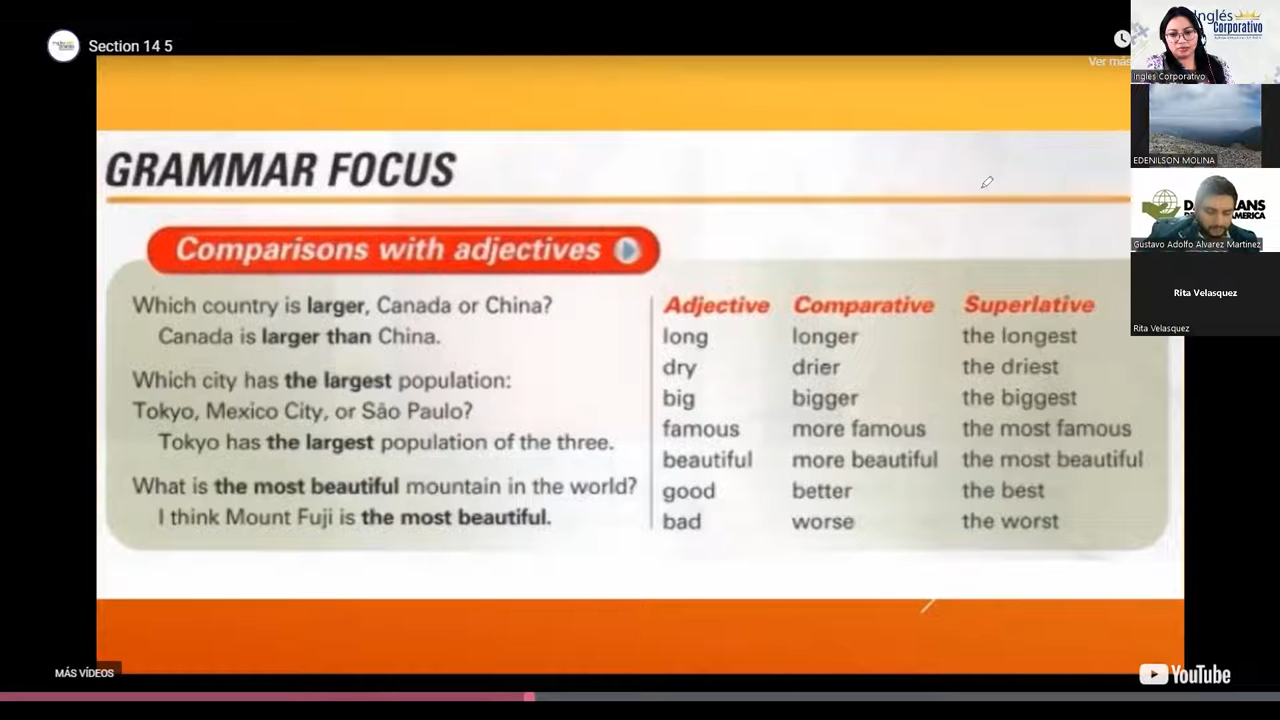 Section 14 5
Ver más
GRAMMAR FOCUS
Comparisons with adjectives
Which country is larger, Canada or China?
Canada is larger than China.
Which city has the largest population:
Tokyo, Mexico City, or São Paulo?
Tokyo has the largest population of the three.
What is the most beautiful mountain in the world?
I think Mount Fuji is the most beautiful.
Adjective Comparative Superlative
long longer the longest
dry drier the driest
big bigger the biggest
famous more famous the most famous
beautiful more beautiful the most beautiful
good better the best
bad worse the worst
MÁS VÍDEOS
YouTube
Inglés
Corporativo
Inglés Corporativo
EDENILSON MOLINA
Gustavo Adolfo Alvarez Martinez
Rita Velasquez
Rita Velasquez